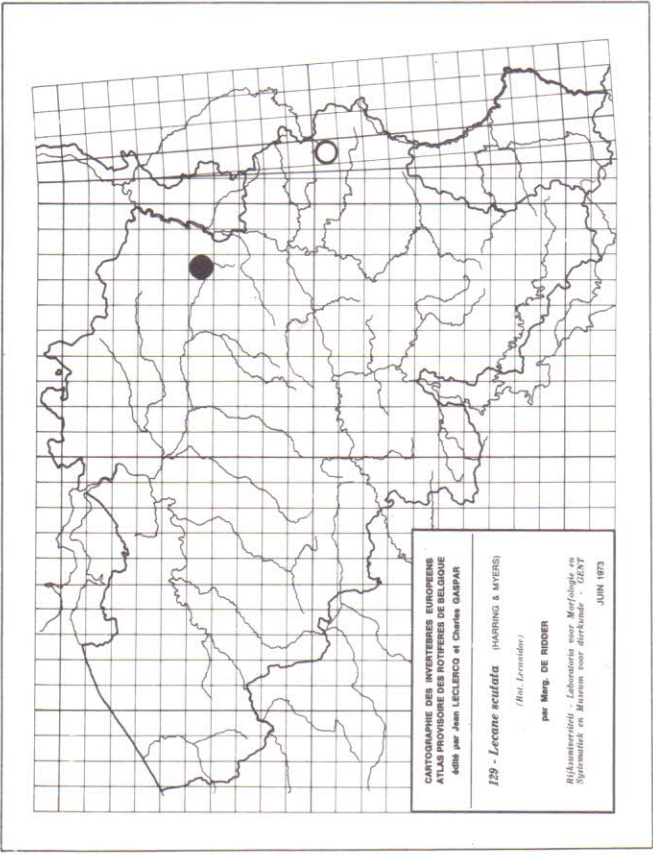 CARTOGRAPHIE DES INVERTEBRES EUROPEENS
ATLAS PROVISOIRE DES ROTIFERES DE BELGIQUE
édité par Jean LECLERCQ et Charles GASPAR
129 - Lecane scutata (HARRING & MYERS)
(Rot. Lecanidae)
par Marg. DE RIDDER
Rijksuniversiteit - Laboratoria voor Morfologie en
Systematiek en Museum voor dierkunde - GENT
JUIN 1973